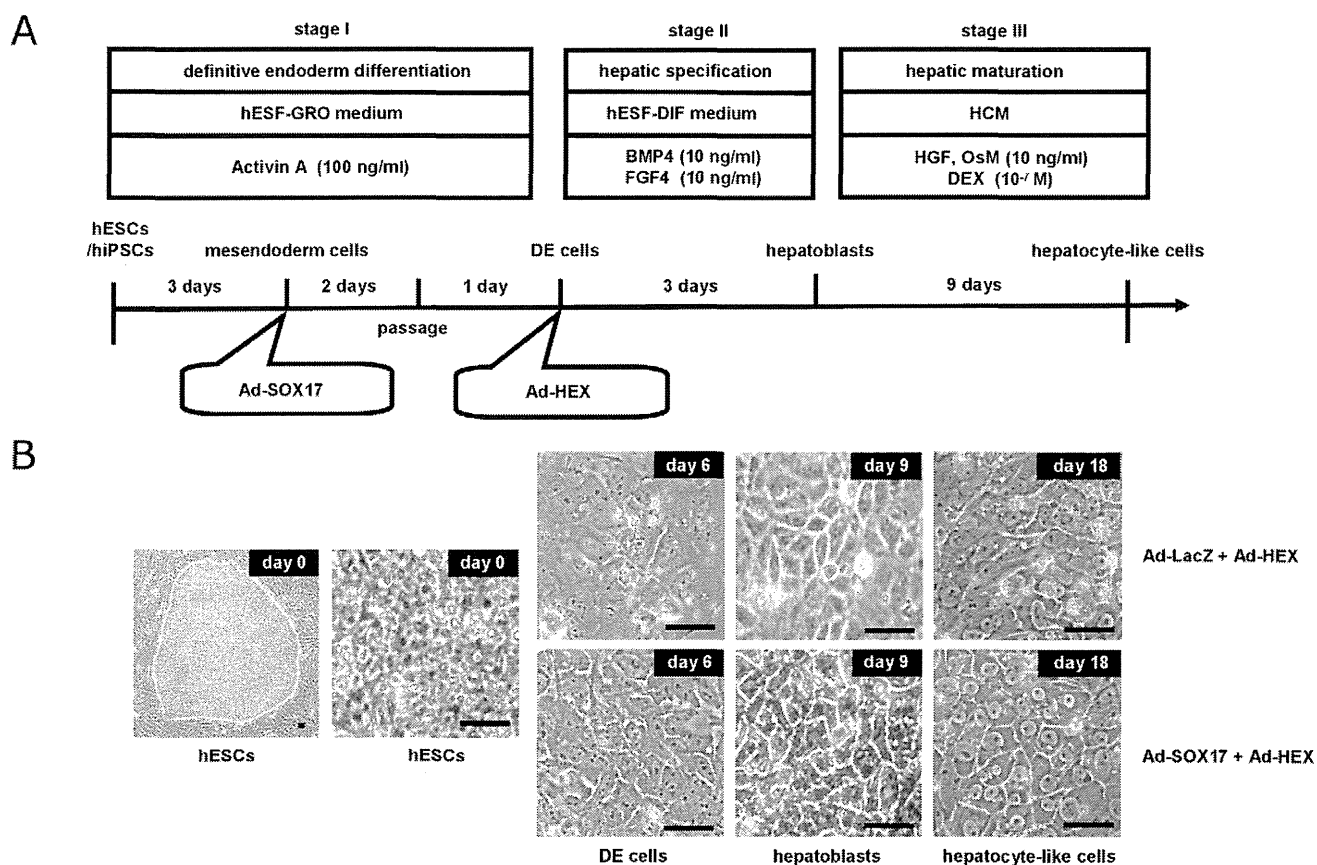 A
stage I
stage II
stage III
definitive endoderm differentiation
hepatic specification
hepatic maturation
hESF-GRO medium
hESF-DIF medium
HCM
Activin A (100 ng/ml)
BMP4 (10 ng/ml)
FGF4 (10 ng/ml)
HGF, OsM (10 ng/ml)
DEX (10 M)
hESCs
/hiPSCs
mesendoderm cells
DE cells
hepatoblasts
hepatocyte-like cells
3 days
2 days
1 day
3 days
9 days
passage
Ad-SOX17
Ad-HEX
B
day 0
day 0
hESCs
hESCs
day 6
day 9
day 18
Ad-LacZ + Ad-HEX
day 6
day 9
day 18
Ad-SOX17 + Ad-HEX
DE cells
hepatoblasts
hepatocyte-like cells